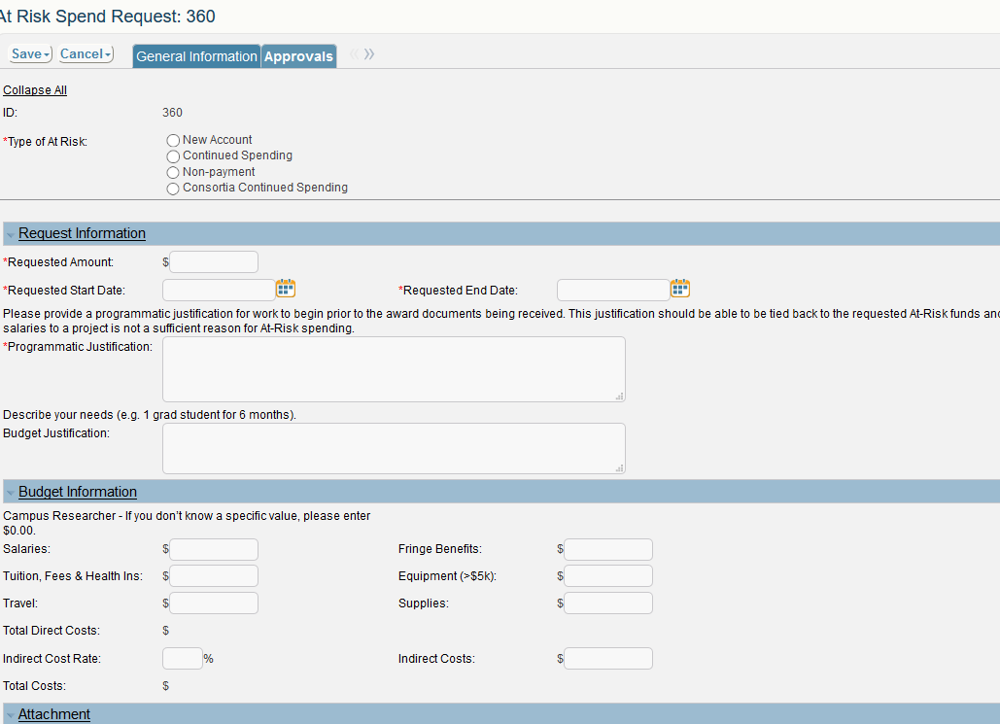 At Risk Spend Request: 360
Save Cancel General Information Approvals
Collapse All
ID: 360
*Type of At Risk: New Account
Continued Spending
Non-payment
Consortia Continued Spending
Request Information
*Requested Amount: $
*Requested Start Date: *Requested End Date:
Please provide a programmatic justification for work to begin prior to the award documents being received. This justification should be able to be tied back to the requested At-Risk funds and
salaries to a project is not a sufficient reason for At-Risk spending.
*Programmatic Justification:
Describe your needs (e.g. 1 grad student for 6 months).
Budget Justification:
Budget Information
Campus Researcher - If you don't know a specific value, please enter
$0.00.
Salaries: $ Fringe Benefits: $
Tuition, Fees & Health Ins: $ Equipment (>$5k): $
Travel: $ Supplies: $
Total Direct Costs: $
Indirect Cost Rate: % Indirect Costs: $
Total Costs: $
Attachment